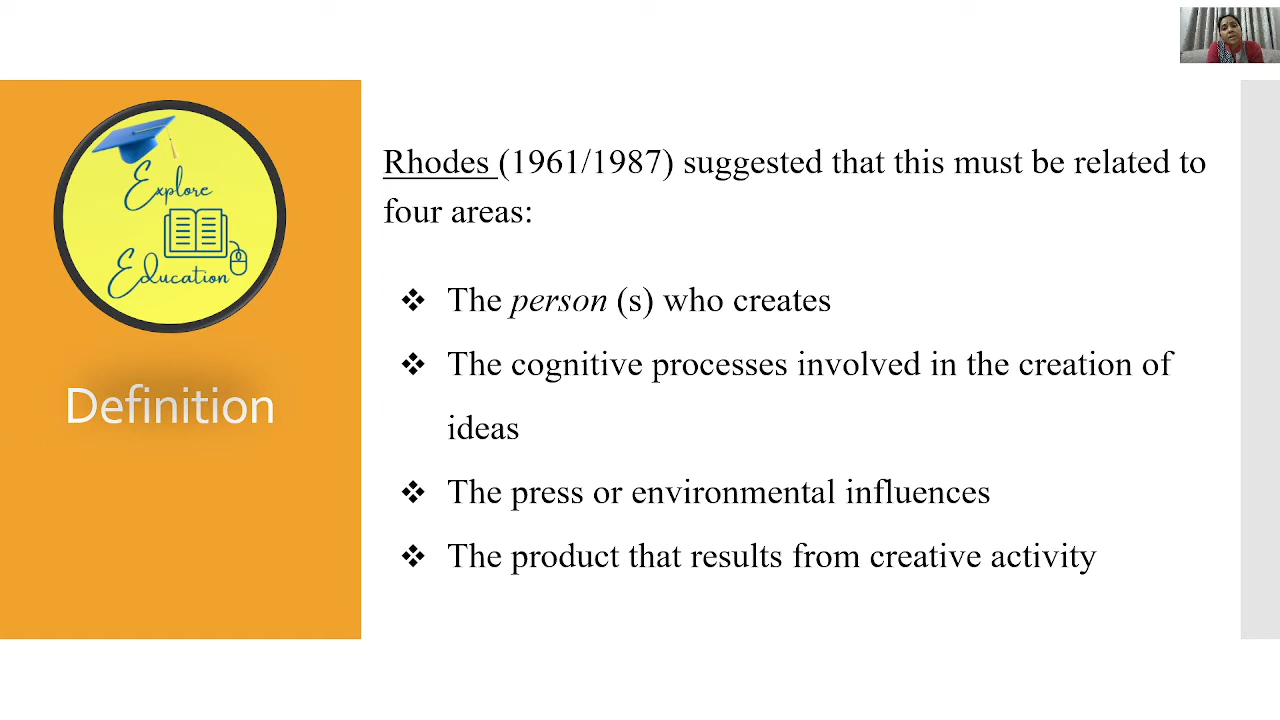 Explore
Education
Definition
Rhodes (1961/1987) suggested that this must be related to
four areas:
❖ The person (s) who creates
❖ The cognitive processes involved in the creation of
ideas
❖ The press or environmental influences
❖ The product that results from creative activity